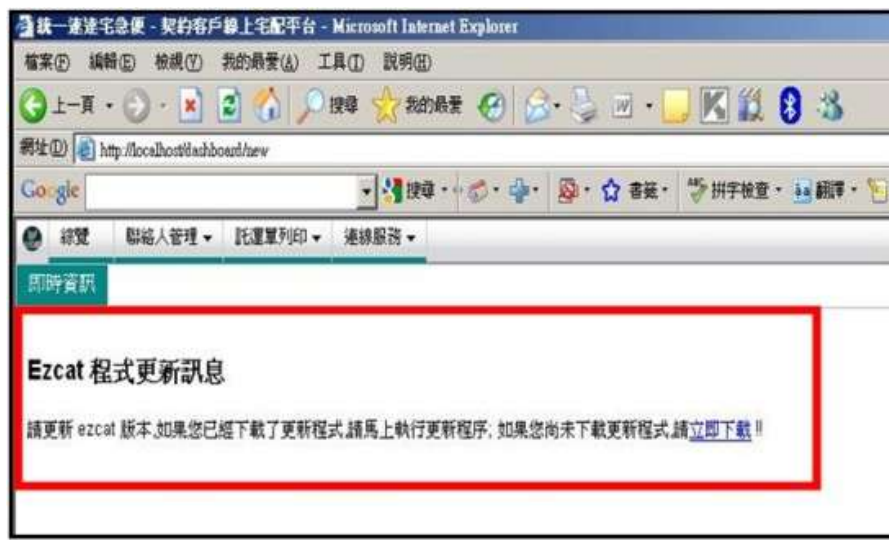 統一速達宅急便 - 契約客戶線上宅配平台 - Microsoft Internet Explorer
檔案(F) 編輯(E) 檢視(V) 我的最愛(A) 工具(T) 說明(H)
上一頁 搜尋 我的最愛
網址(D) http://localhost/dashboard/new
Google 搜尋 書籤 拼字檢查 翻譯
綜覽 聯絡人管理 託運單列印 連線服務
即時資訊
Ezcat 程式更新訊息
請更新 ezcat 版本,如果您已經下載了更新程式,請馬上執行更新程序; 如果您尚未下載更新程式,請立即下載 !!